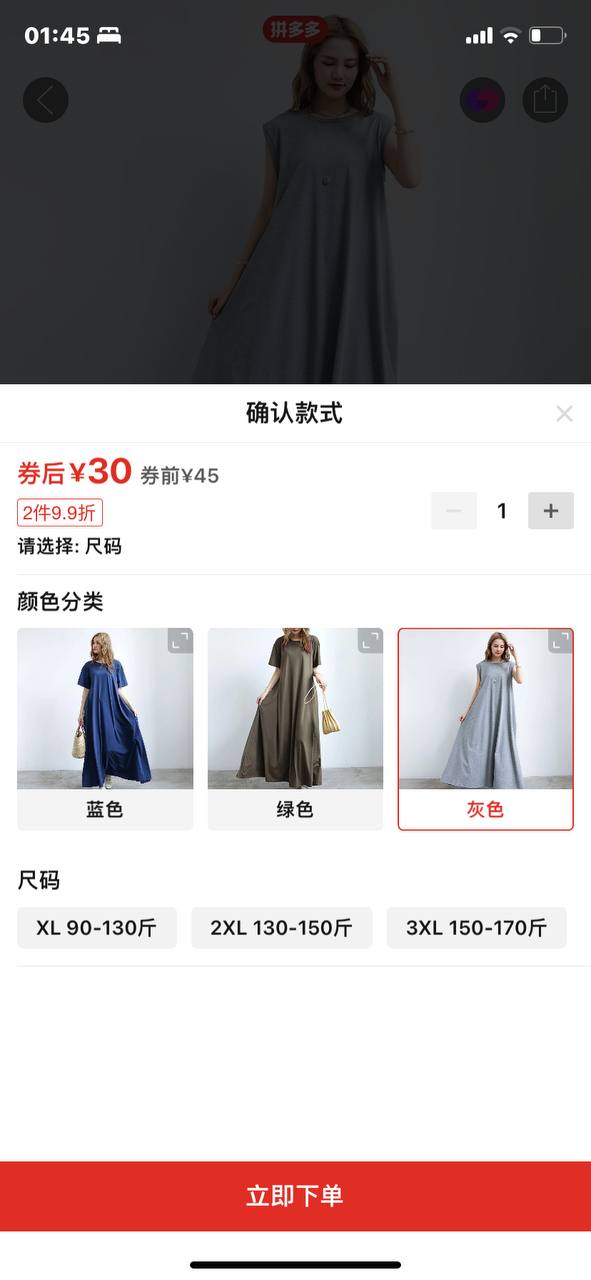 01:45
拼多多
确认款式
券后¥30 券前¥45
2件9.9折
1
请选择: 尺码
颜色分类
蓝色
绿色
灰色
尺码
XL 90-130斤
2XL 130-150斤
3XL 150-170斤
立即下单